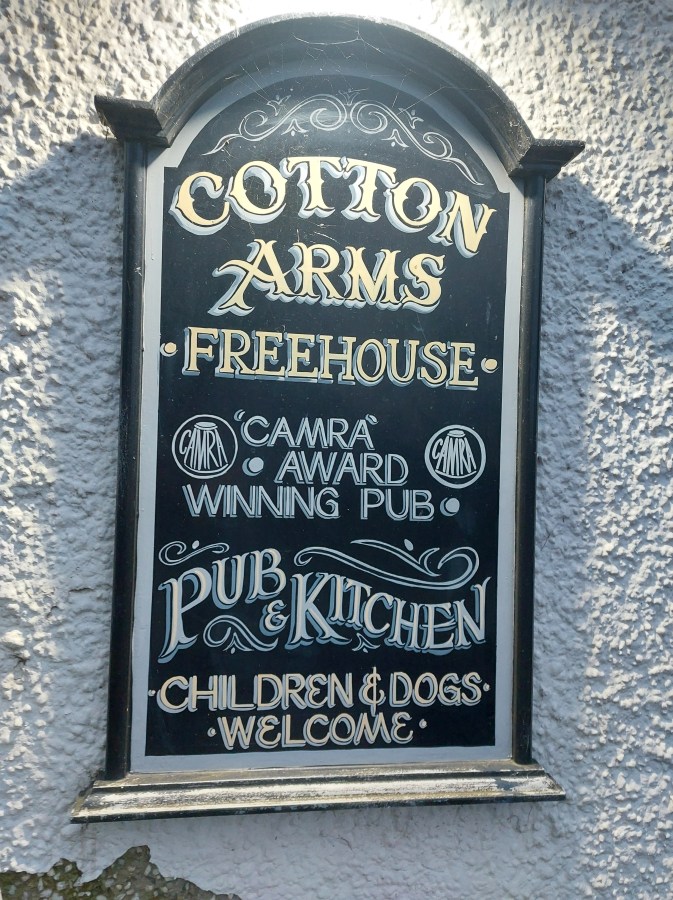 COTTON
ARMS
• FREEHOUSE •
CAMRA
"CAMRA"
CAMRA
• AWARD
WINNING PUB •
PUB
& KITCHEN
• CHILDREN & DOGS •
• WELCOME •